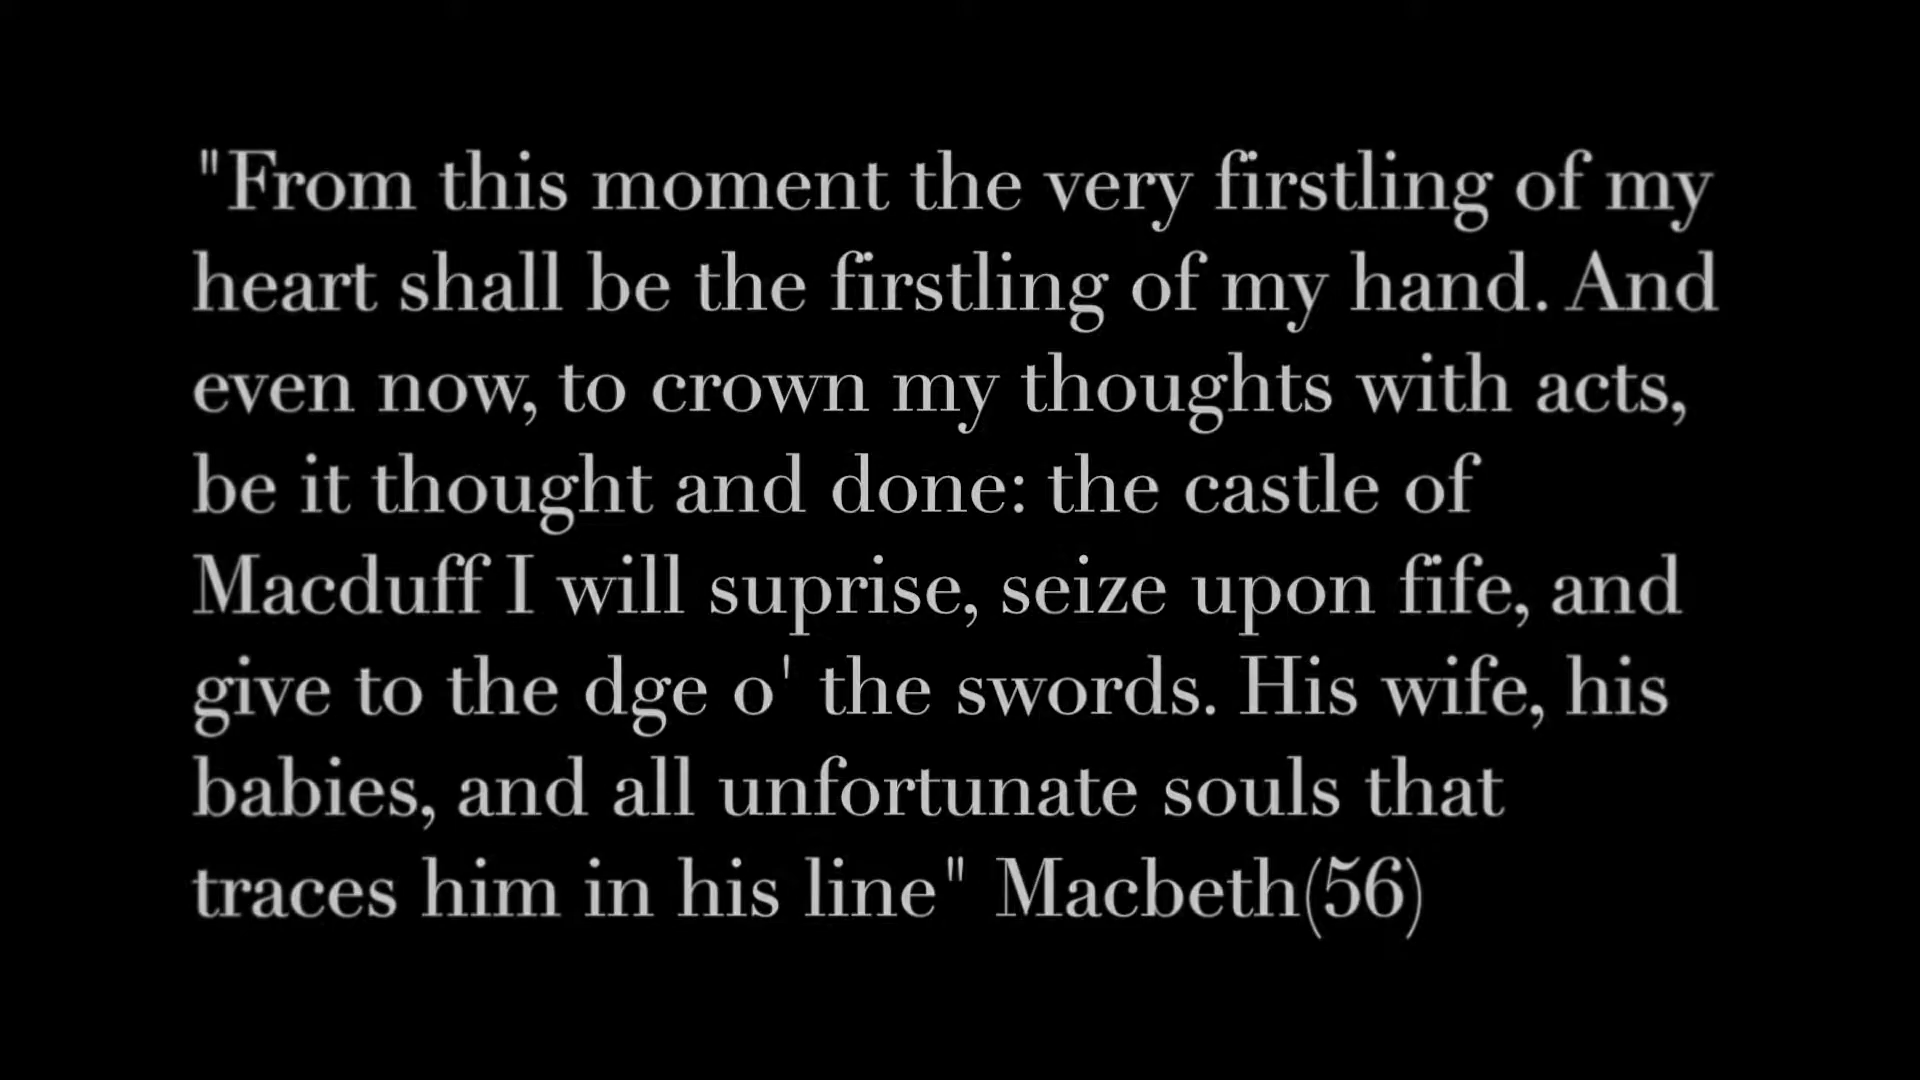 "From this moment the very firstling of my
heart shall be the firstling of my hand. And
even now, to crown my thoughts with acts,
be it thought and done: the castle of
Macduff I will suprise, seize upon fife, and
give to the dge o' the swords. His wife, his
babies, and all unfortunate souls that
traces him in his line" Macbeth(56)